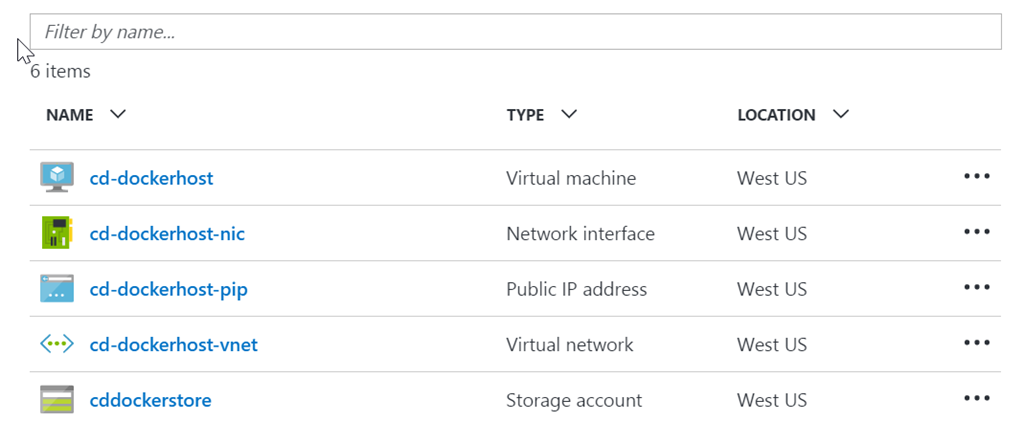 Filter by name...
6 items
NAME TYPE LOCATION
cd-dockerhost Virtual machine West US
cd-dockerhost-nic Network interface West US
cd-dockerhost-pip Public IP address West US
cd-dockerhost-vnet Virtual network West US
cddockerstore Storage account West US